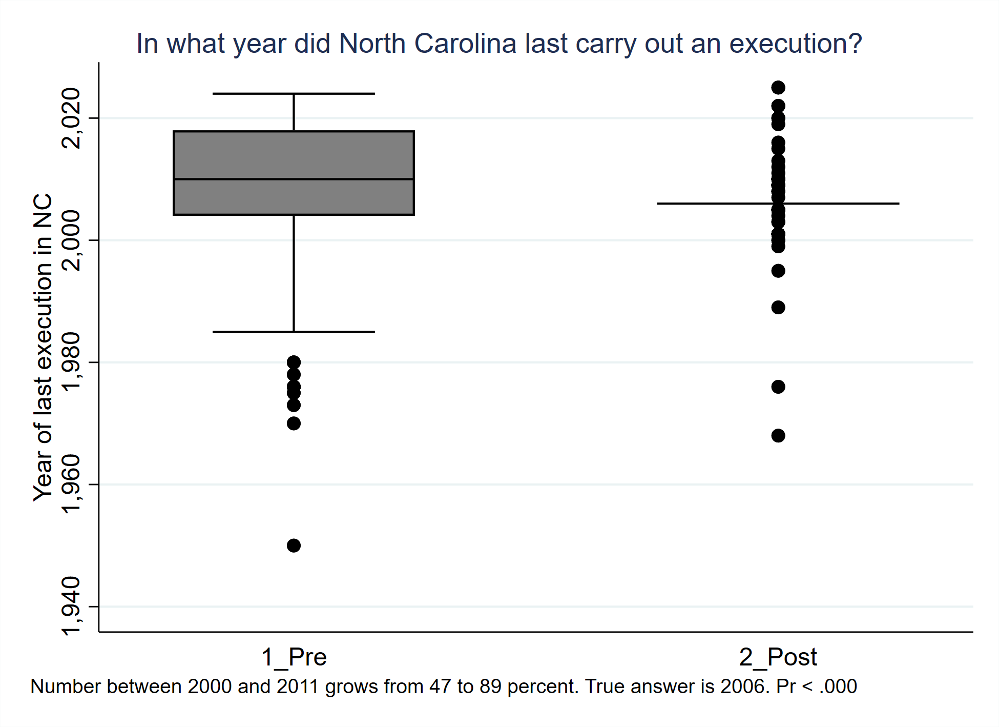 In what year did North Carolina last carry out an execution?
Year of last execution in NC
2,020
2,000
1,980
1,960
1,940
1_Pre
2_Post
Number between 2000 and 2011 grows from 47 to 89 percent. True answer is 2006. Pr < .000